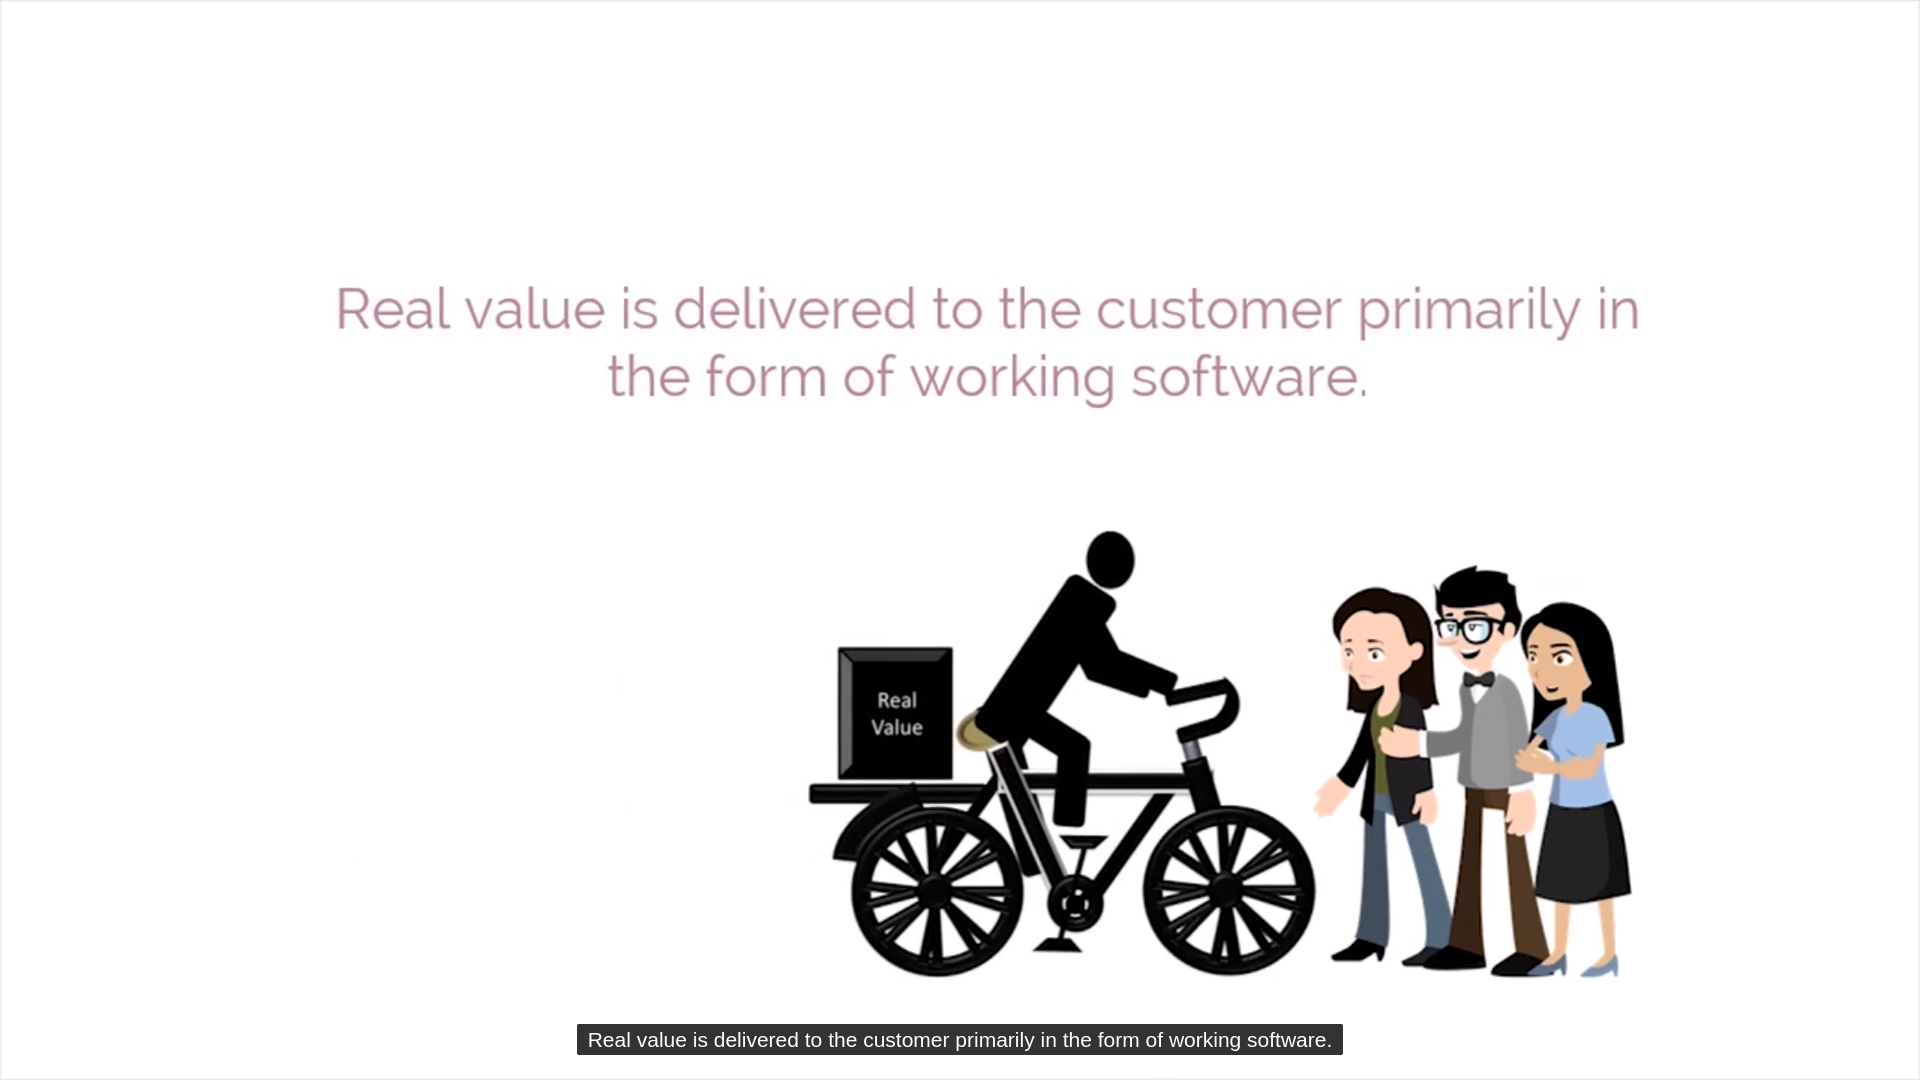 Real value is delivered to the customer primarily in
the form of working software.
Real
Value
Real value is delivered to the customer primarily in the form of working software.